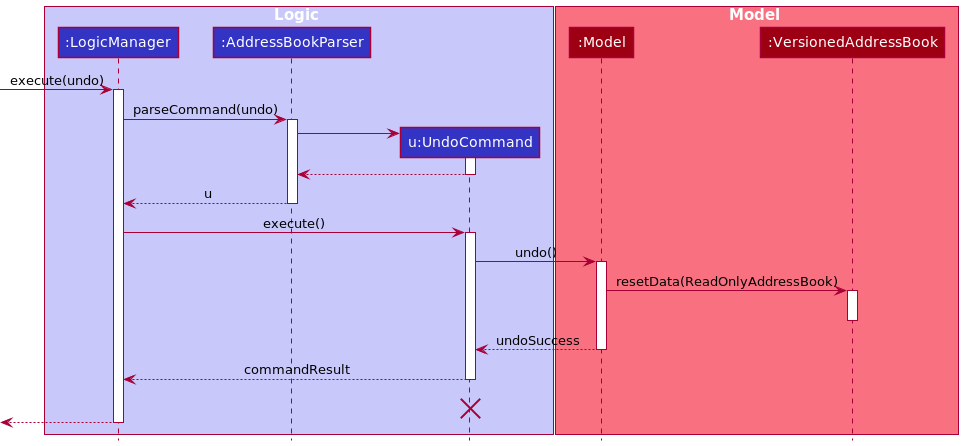 Logic
Model
:LogicManager
:AddressBookParser
:Model
:VersionedAddressBook
execute(undo)
parseCommand(undo)
u:UndoCommand
u
execute()
undo()
resetData(ReadOnlyAddressBook)
undoSuccess
commandResult